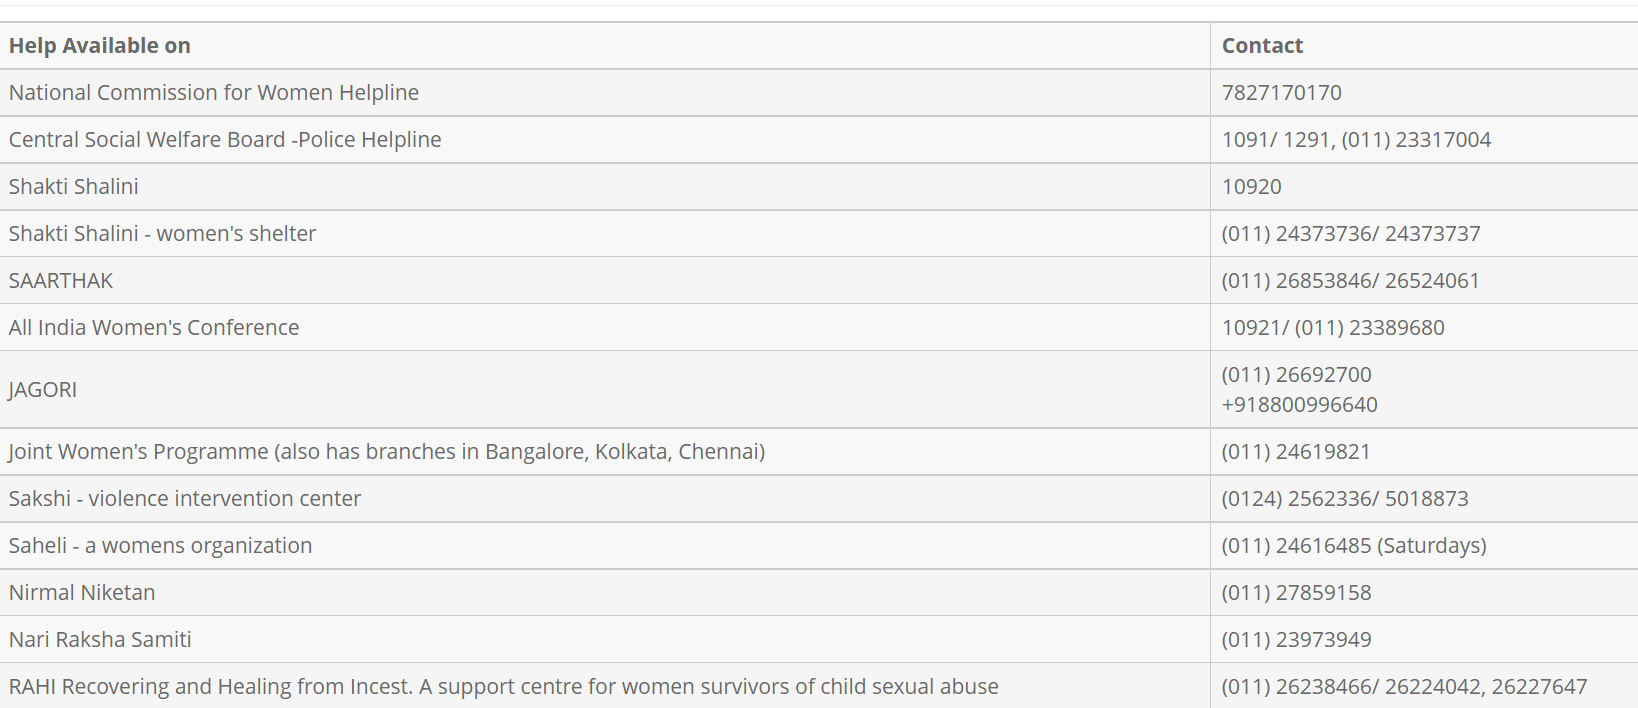 Help Available on Contact
National Commission for Women Helpline 7827170170
Central Social Welfare Board -Police Helpline 1091/ 1291, (011) 23317004
Shakti Shalini 10920
Shakti Shalini - women's shelter (011) 24373736/ 24373737
SAARTHAK (011) 26853846/ 26524061
All India Women's Conference 10921/ (011) 23389680
JAGORI (011) 26692700
+918800996640
Joint Women's Programme (also has branches in Bangalore, Kolkata, Chennai) (011) 24619821
Sakshi - violence intervention center (0124) 2562336/ 5018873
Saheli - a womens organization (011) 24616485 (Saturdays)
Nirmal Niketan (011) 27859158
Nari Raksha Samiti (011) 23973949
RAHI Recovering and Healing from Incest. A support centre for women survivors of child sexual abuse (011) 26238466/ 26224042, 26227647